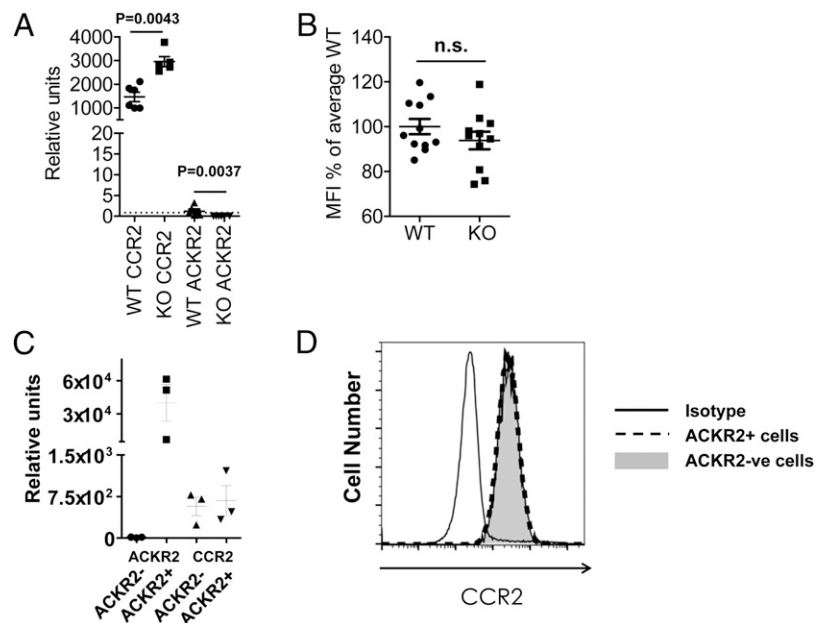 A
P=0.0043
Relative units
4000
3000
2000
1000
20
15
10
5
0
P=0.0037
WT CCR2
KO CCR2
WT ACKR2
KO ACKR2
B
n.s.
MFI % of average WT
140
120
100
80
60
WT KO
C
Relative units
6x10⁴
3x10⁴
1.5x10³
7.5x10²
0
ACKR2 CCR2
ACKR2-
ACKR2+
ACKR2-
ACKR2+
D
Cell Number
CCR2
Isotype
ACKR2+ cells
ACKR2-ve cells